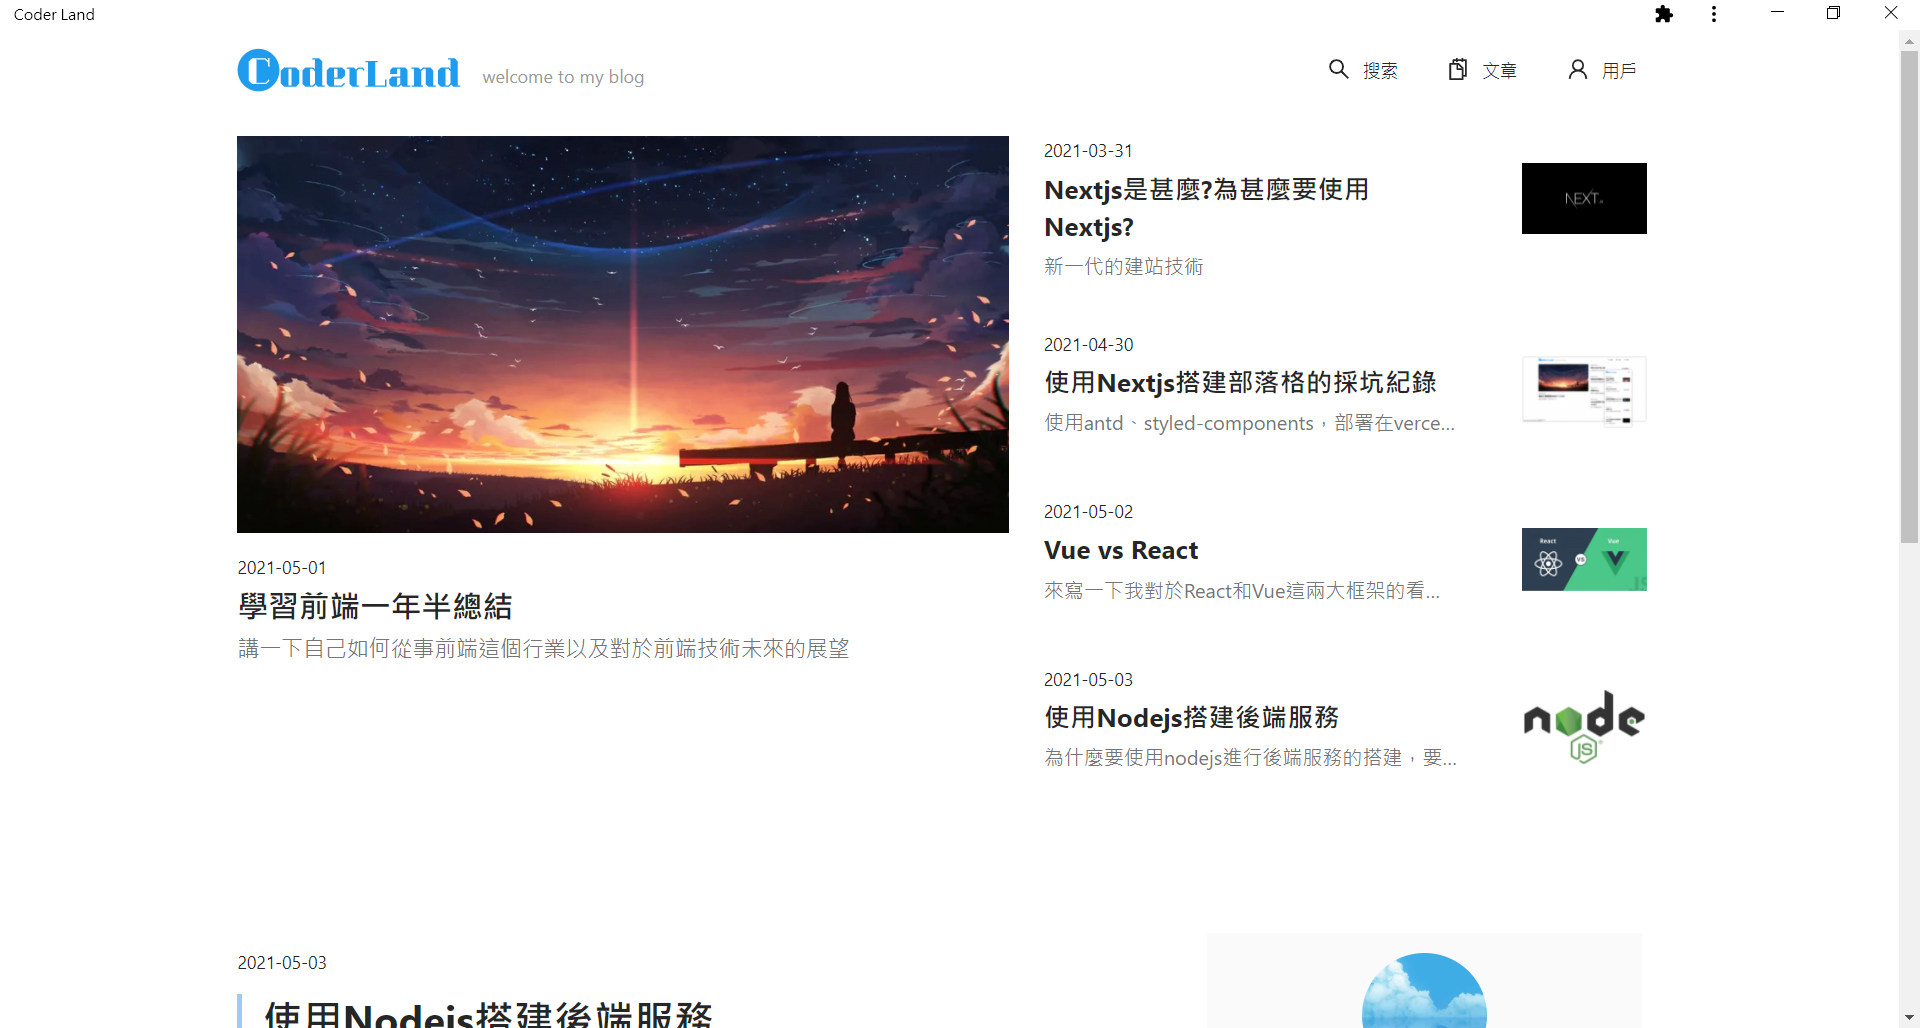 Coder Land
CoderLand
welcome to my blog
搜索
文章
用戶
2021-05-01
學習前端一年半總結
講一下自己如何從事前端這個行業以及對於前端技術未來的展望
2021-03-31
Nextjs是甚麼?為甚麼要使用
Nextjs?
新一代的建站技術
NEXT.JS
2021-04-30
使用Nextjs搭建部落格的採坑紀錄
使用antd、styled-components，部署在verce...
2021-05-02
Vue vs React
來寫一下我對於React和Vue這兩大框架的看...
React
VS
Vue
JS
2021-05-03
使用Nodejs搭建後端服務
為什麼要使用nodejs進行後端服務的搭建，要...
node
JS
2021-05-03
使用Nodejs搭建後端服務